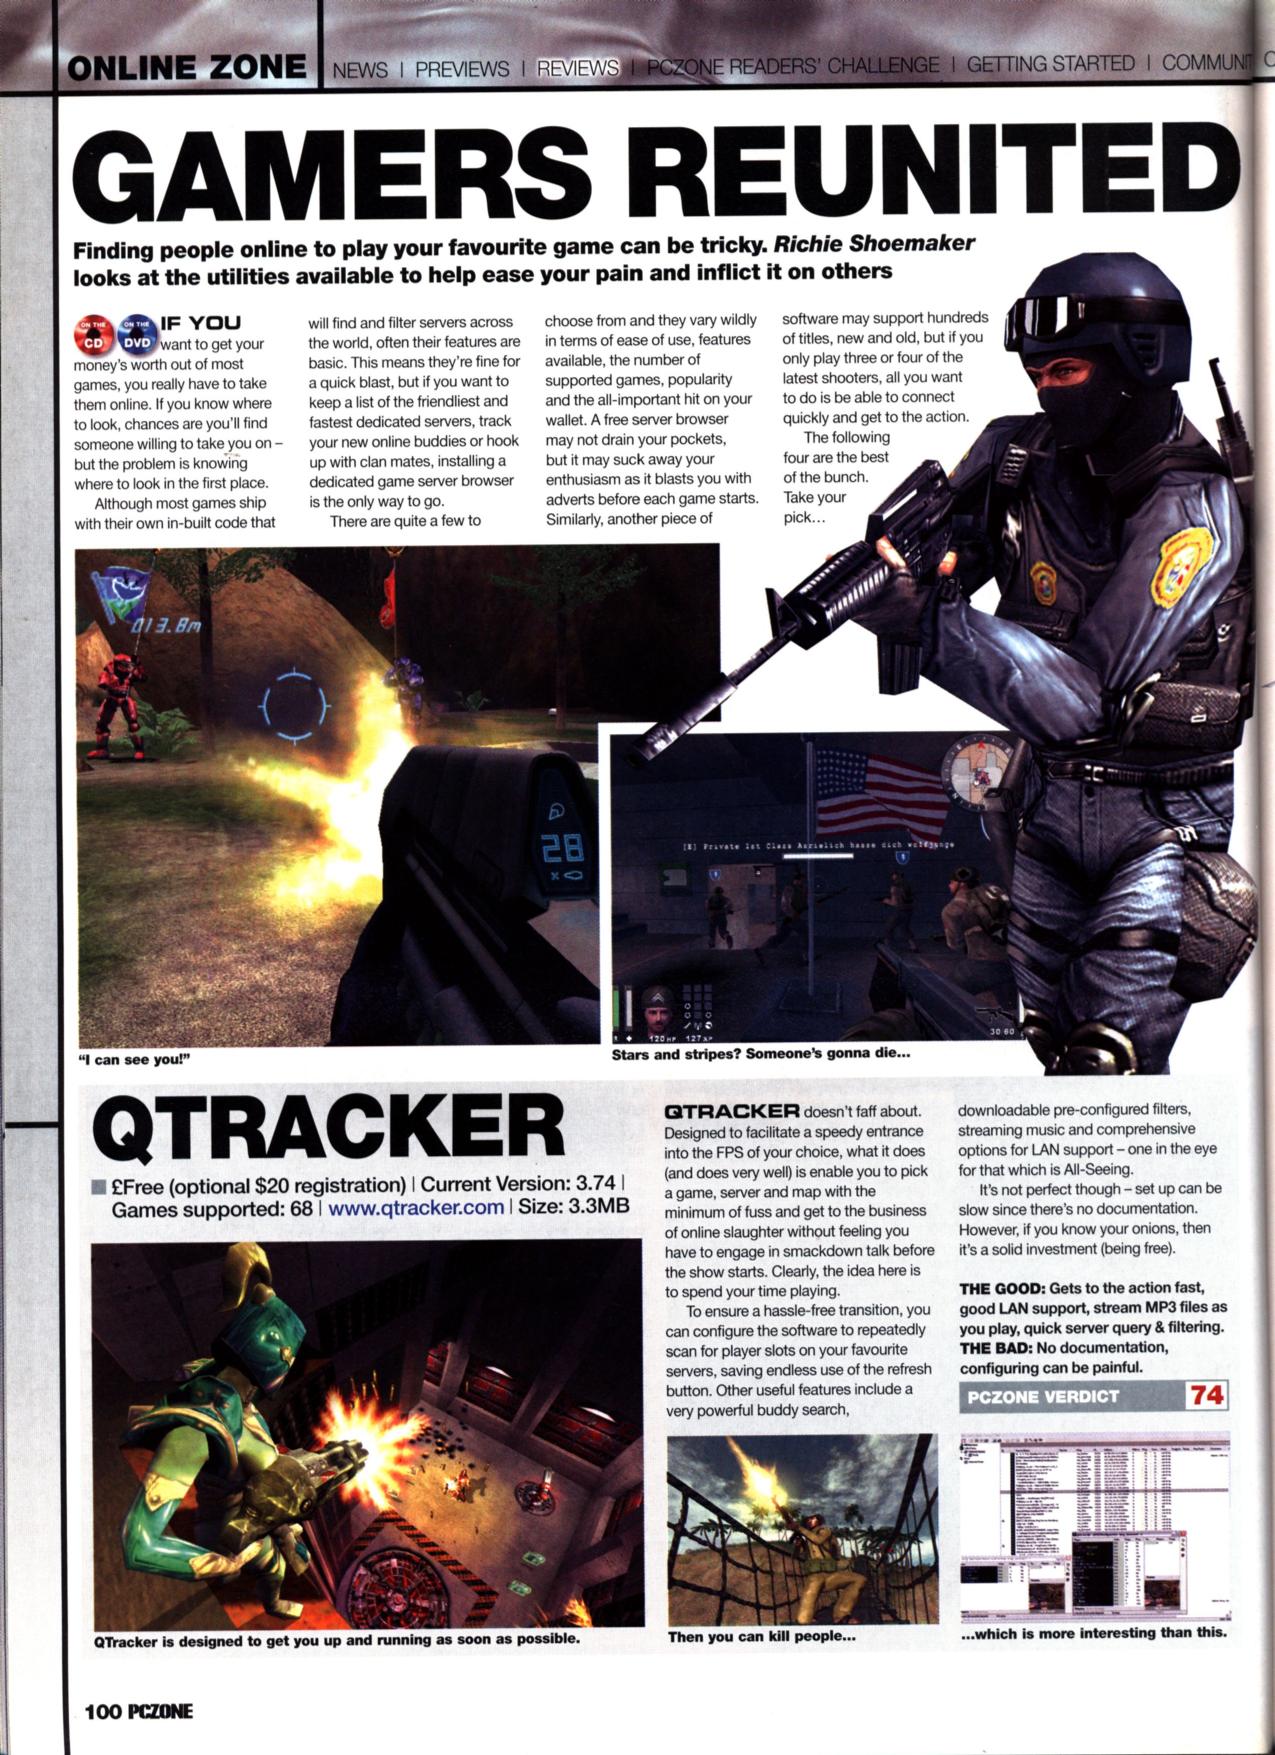 ONLINE ZONE
NEWS | PREVIEWS | REVIEWS | PCZONE READERS' CHALLENGE | GETTING STARTED | COMMUNI
GAMERS REUNITED
Finding people online to play your favourite game can be tricky. Richie Shoemaker
looks at the utilities available to help ease your pain and inflict it on others
ON THE CD ON THE DVD IF YOU
want to get your
money's worth out of most
games, you really have to take
them online. If you know where
to look, chances are you'll find
someone willing to take you on –
but the problem is knowing
where to look in the first place.
Although most games ship
with their own in-built code that
will find and filter servers across
the world, often their features are
basic. This means they're fine for
a quick blast, but if you want to
keep a list of the friendliest and
fastest dedicated servers, track
your new online buddies or hook
up with clan mates, installing a
dedicated game server browser
is the only way to go.
There are quite a few to
choose from and they vary wildly
in terms of ease of use, features
available, the number of
supported games, popularity
and the all-important hit on your
wallet. A free server browser
may not drain your pockets,
but it may suck away your
enthusiasm as it blasts you with
adverts before each game starts.
Similarly, another piece of
software may support hundreds
of titles, new and old, but if you
only play three or four of the
latest shooters, all you want
to do is be able to connect
quickly and get to the action.
The following
four are the best
of the bunch.
Take your
pick...
013.8m
28
[E] Private 1st Class Asrielich hasse dich wolfjunge
120 HP 127 XP
30 60
"I can see you!"
Stars and stripes? Someone's gonna die...
QTRACKER
£Free (optional $20 registration) | Current Version: 3.74 |
Games supported: 68 | www.qtracker.com | Size: 3.3MB
QTracker is designed to get you up and running as soon as possible.
QTRACKER doesn't faff about.
Designed to facilitate a speedy entrance
into the FPS of your choice, what it does
(and does very well) is enable you to pick
a game, server and map with the
minimum of fuss and get to the business
of online slaughter without feeling you
have to engage in smackdown talk before
the show starts. Clearly, the idea here is
to spend your time playing.
To ensure a hassle-free transition, you
can configure the software to repeatedly
scan for player slots on your favourite
servers, saving endless use of the refresh
button. Other useful features include a
very powerful buddy search,
downloadable pre-configured filters,
streaming music and comprehensive
options for LAN support – one in the eye
for that which is All-Seeing.
It's not perfect though – set up can be
slow since there's no documentation.
However, if you know your onions, then
it's a solid investment (being free).
THE GOOD: Gets to the action fast,
good LAN support, stream MP3 files as
you play, quick server query & filtering.
THE BAD: No documentation,
configuring can be painful.
PCZONE VERDICT 74
Then you can kill people...
...which is more interesting than this.
100 PCZONE